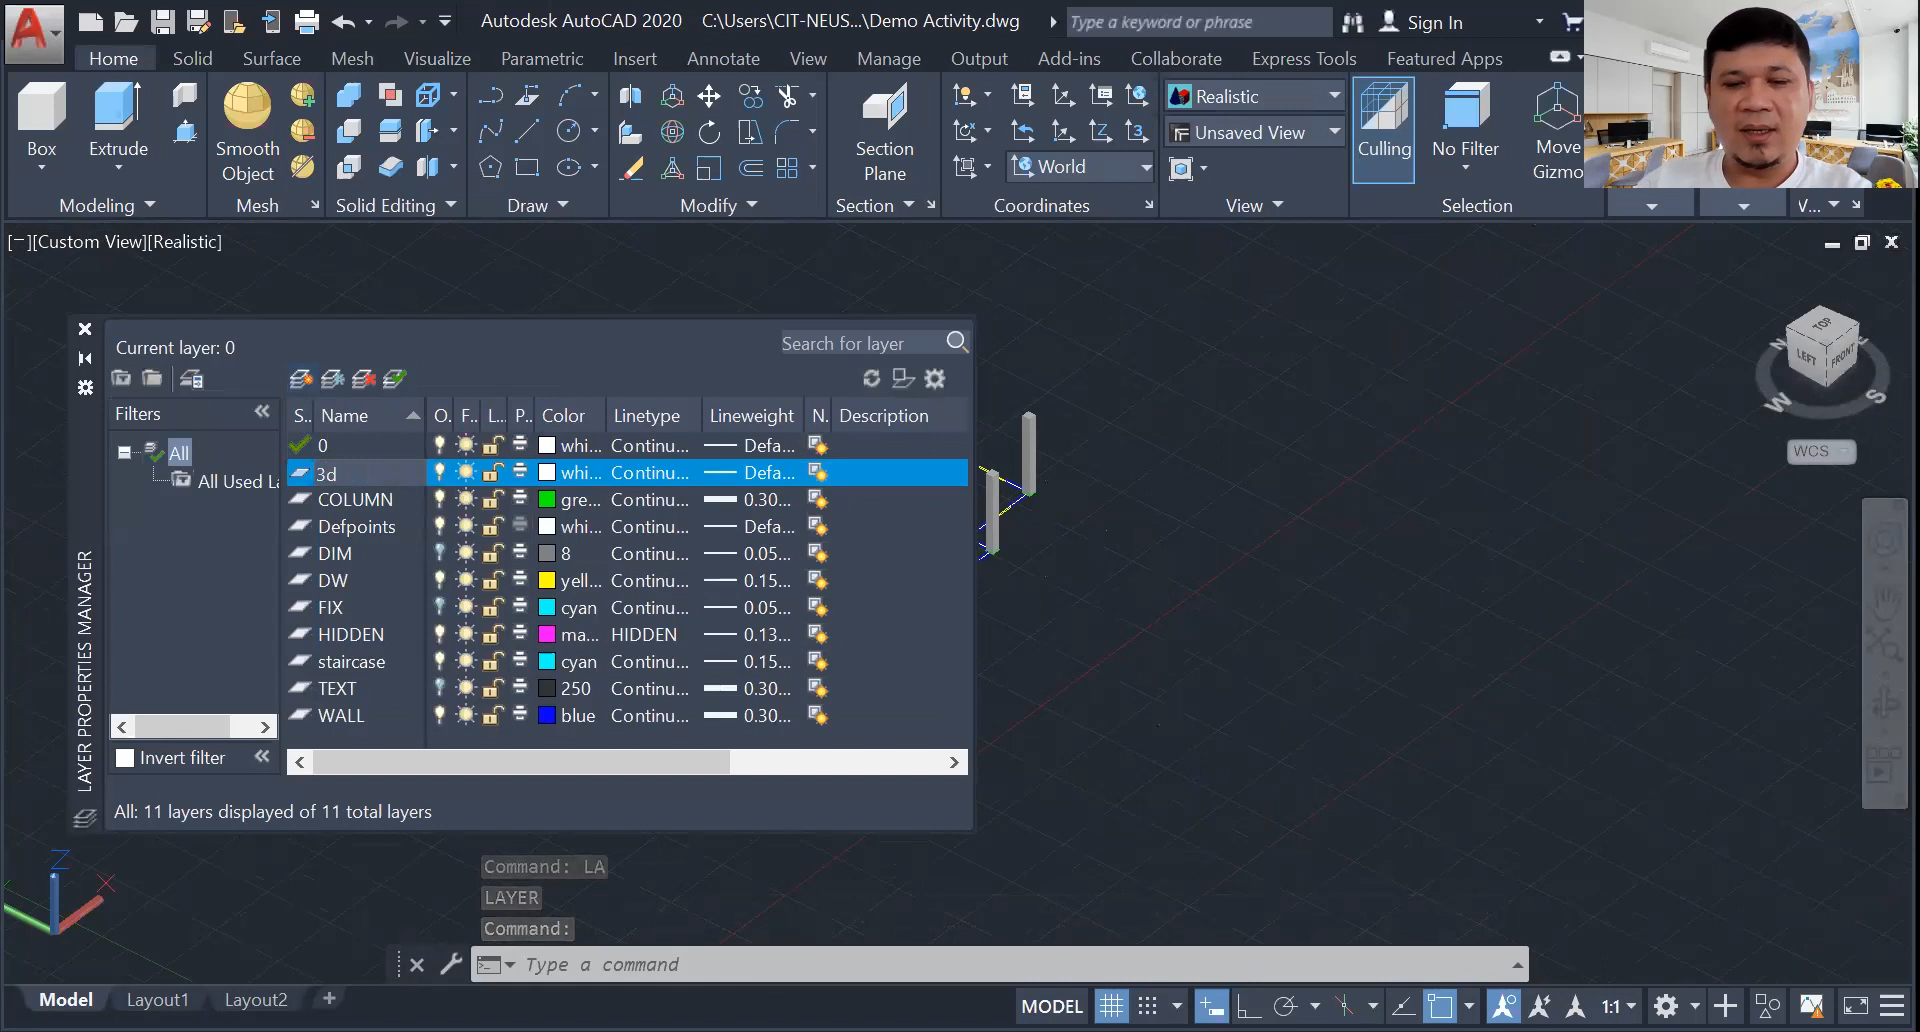 Autodesk AutoCAD 2020 C:\Users\CIT-NEUS...\Demo Activity.dwg
Type a keyword or phrase
Sign In
Home Solid Surface Mesh Visualize Parametric Insert Annotate View Manage Output Add-ins Collaborate Express Tools Featured Apps
Box
Extrude
Smooth
Object
Section
Plane
World
Realistic
Unsaved View
Culling
No Filter
Move
Gizmo
Modeling Mesh Solid Editing Draw Modify Section Coordinates View Selection V...
[−][Custom View][Realistic]
TOP
LEFT
FRONT
N
W
S
WCS
Current layer: 0
Search for layer
Filters
All
All Used La
Invert filter
S.. Name O. F.. L... P.. Color Linetype Lineweight N. Description
0 whi... Continu... Defa...
3d whi... Continu... Defa...
COLUMN gre... Continu... 0.30...
Defpoints whi... Continu... Defa...
DIM 8 Continu... 0.05...
DW yell... Continu... 0.15...
FIX cyan Continu... 0.05...
HIDDEN ma... HIDDEN 0.13...
staircase cyan Continu... 0.15...
TEXT 250 Continu... 0.30...
WALL blue Continu... 0.30...
All: 11 layers displayed of 11 total layers
LAYER PROPERTIES MANAGER
Z
X
Command: LA
LAYER
Command:
Type a command
Model Layout1 Layout2 +
MODEL
1:1